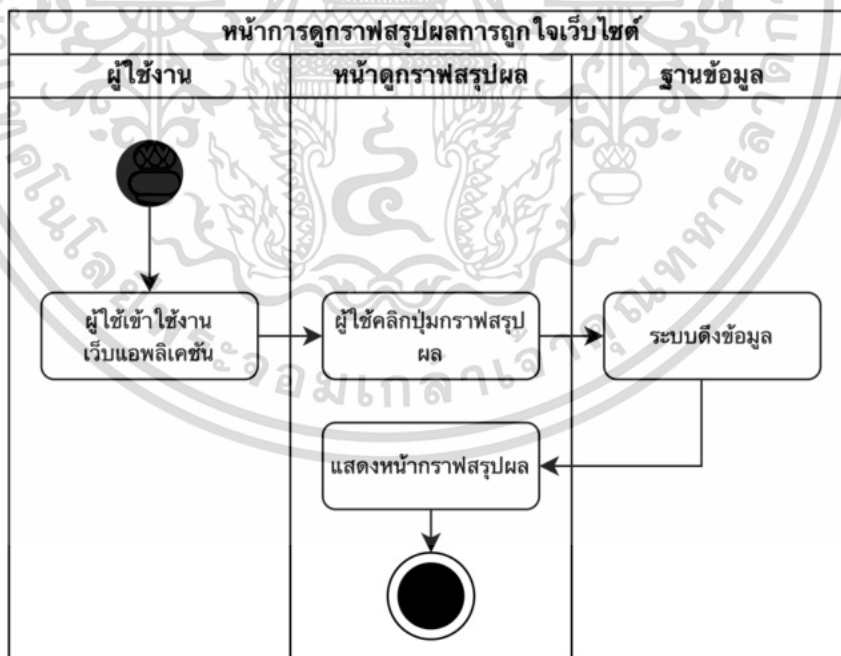 หน้าการดูกราฟสรุปผลการถูกใจเว็บไซต์
ผู้ใช้งาน
หน้าดูกราฟสรุปผล
ฐานข้อมูล
ผู้ใช้เข้าใช้งาน
เว็บแอพลิเคชัน
ผู้ใช้คลิกปุ่มกราฟสรุป
ผล
ระบบดึงข้อมูล
แสดงหน้ากราฟสรุปผล